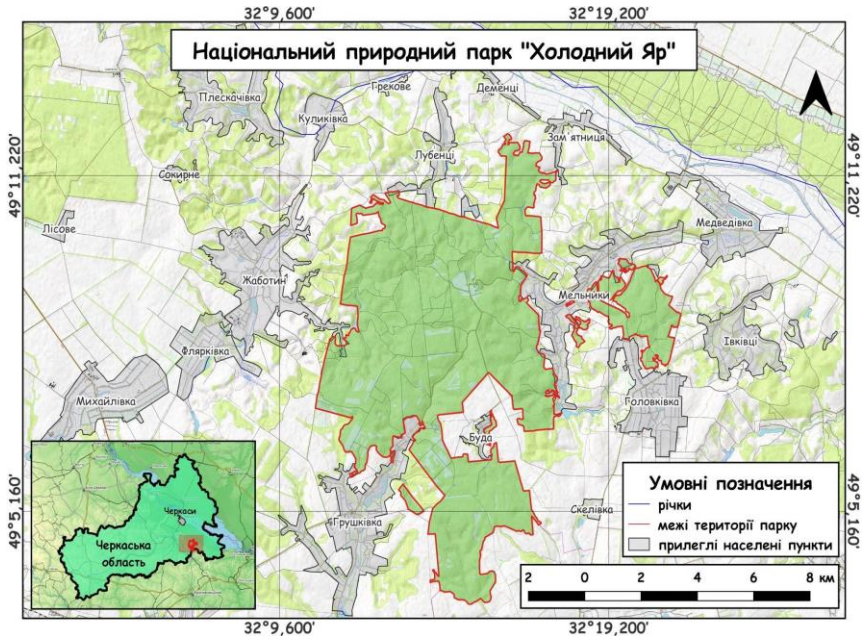 32°9,600' 32°19,200'
Національний природний парк "Холодний Яр"
Плескачівка
Грекове
Деменці
Куликівка
Зам'ятниця
Лубенці
49°11,220'
49°11,220'
Сокирне
Лісове
Медведівка
Жаботин
Мельники
Флярківка
Івківці
Михайлівка
Головківка
Буда
49°5,160'
49°5,160'
Грушківка
Скелівка
Черкаси
Черкаська
область
Умовні позначення
річки
межі території парку
прилеглі населені пункти
2 0 2 4 6 8 км
32°9,600' 32°19,200'